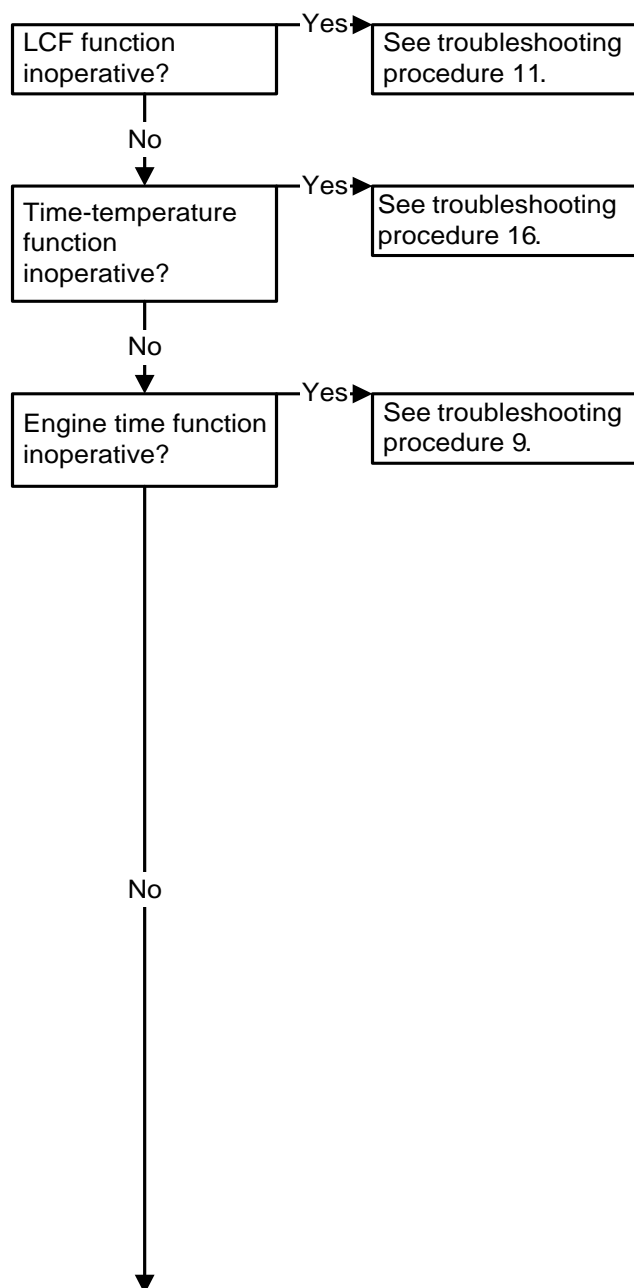 LCF function
inoperative?
Yes
See troubleshooting
procedure 11.
No
Time-temperature
function
inoperative?
Yes
See troubleshooting
procedure 16.
No
Engine time function
inoperative?
Yes
See troubleshooting
procedure 9.
No